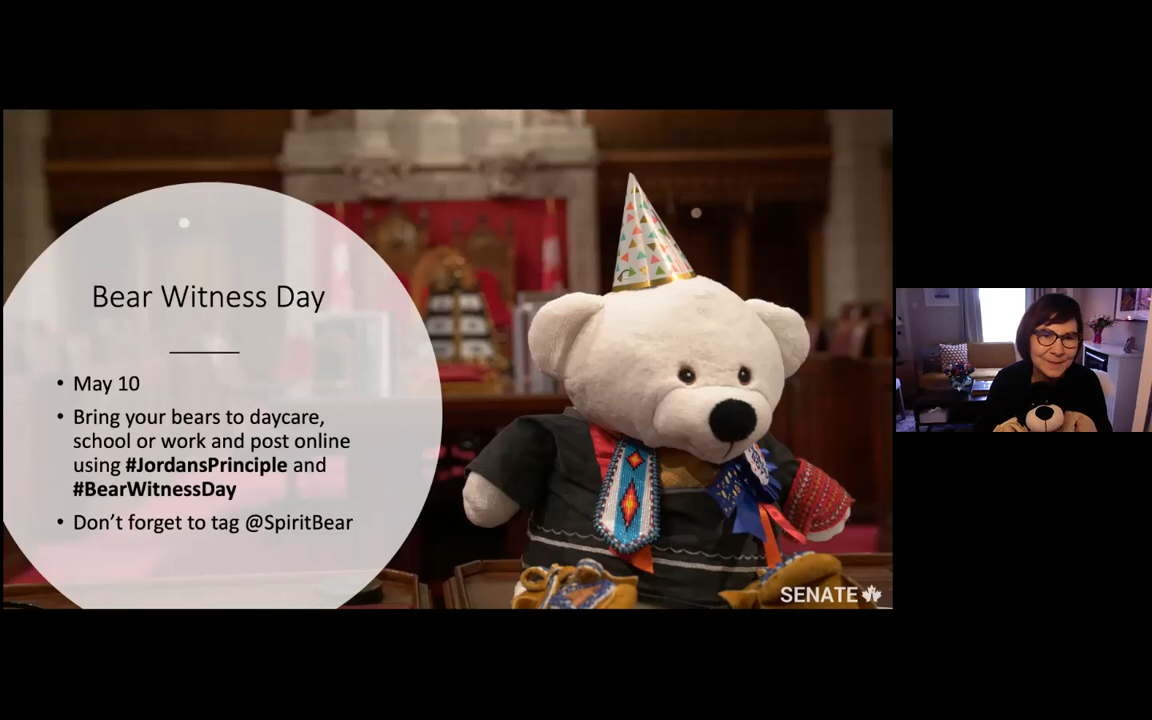 Bear Witness Day
• May 10
• Bring your bears to daycare,
school or work and post online
using #JordansPrinciple and
#BearWitnessDay
• Don’t forget to tag @SpiritBear
SENATE